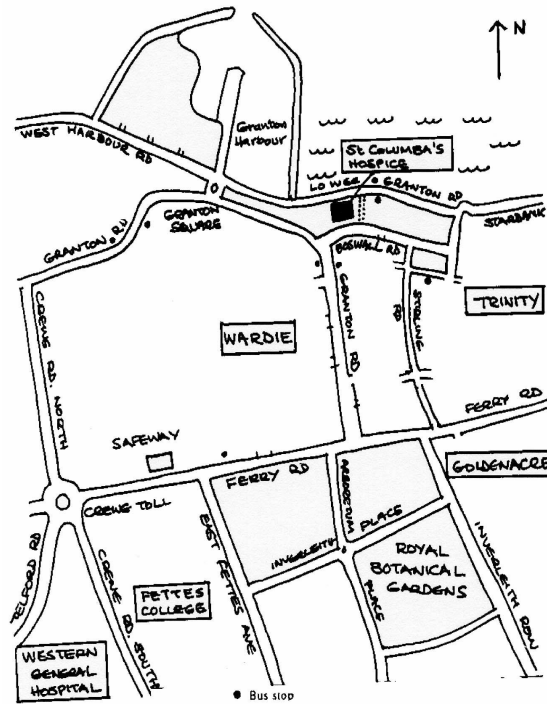 N
WEST HARBOUR RD
Granton
Harbour
ST COLUMBA'S
HOSPICE
LOWER GRANTON RD
STARBANK
GRANTON RD
GRANTON
SQUARE
BOSWALL RD
GRANTON RD
STIRLING
RD
TRINITY
WARDIE
CREWE RD. NORTH
SAFEWAY
FERRY RD
FERRY RD
GOLDENACRE
CREWE TOLL
ARBORETUM
PLACE
INVERLEITH
PLACE
ROYAL
BOTANICAL
GARDENS
INVERLEITH ROW
EAST FETTES AVE
TELFORD RD
CREWE RD. SOUTH
FETTES
COLLEGE
WESTERN
GENERAL
HOSPITAL
Bus stop